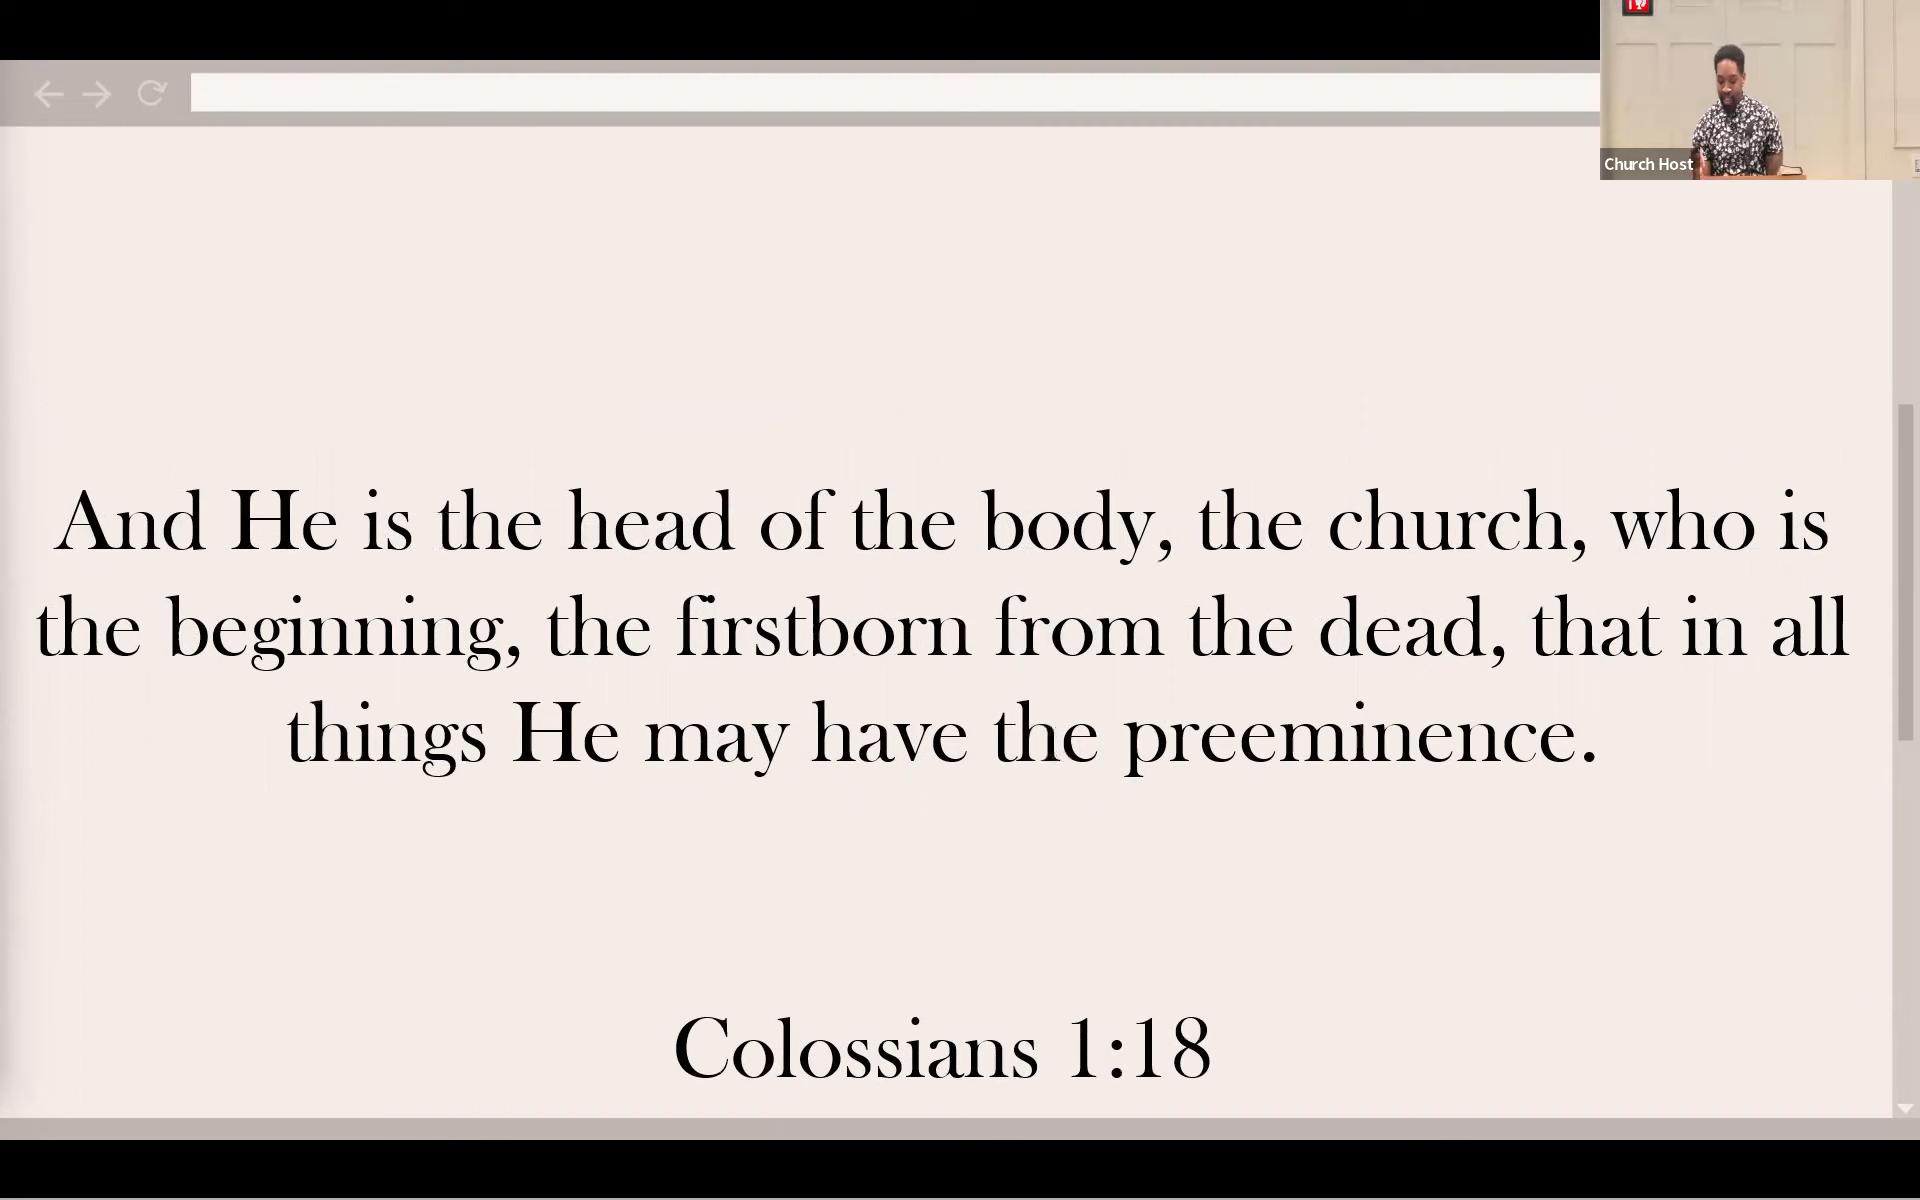 Church Host
And He is the head of the body, the church, who is
the beginning, the firstborn from the dead, that in all
things He may have the preeminence.
Colossians 1:18